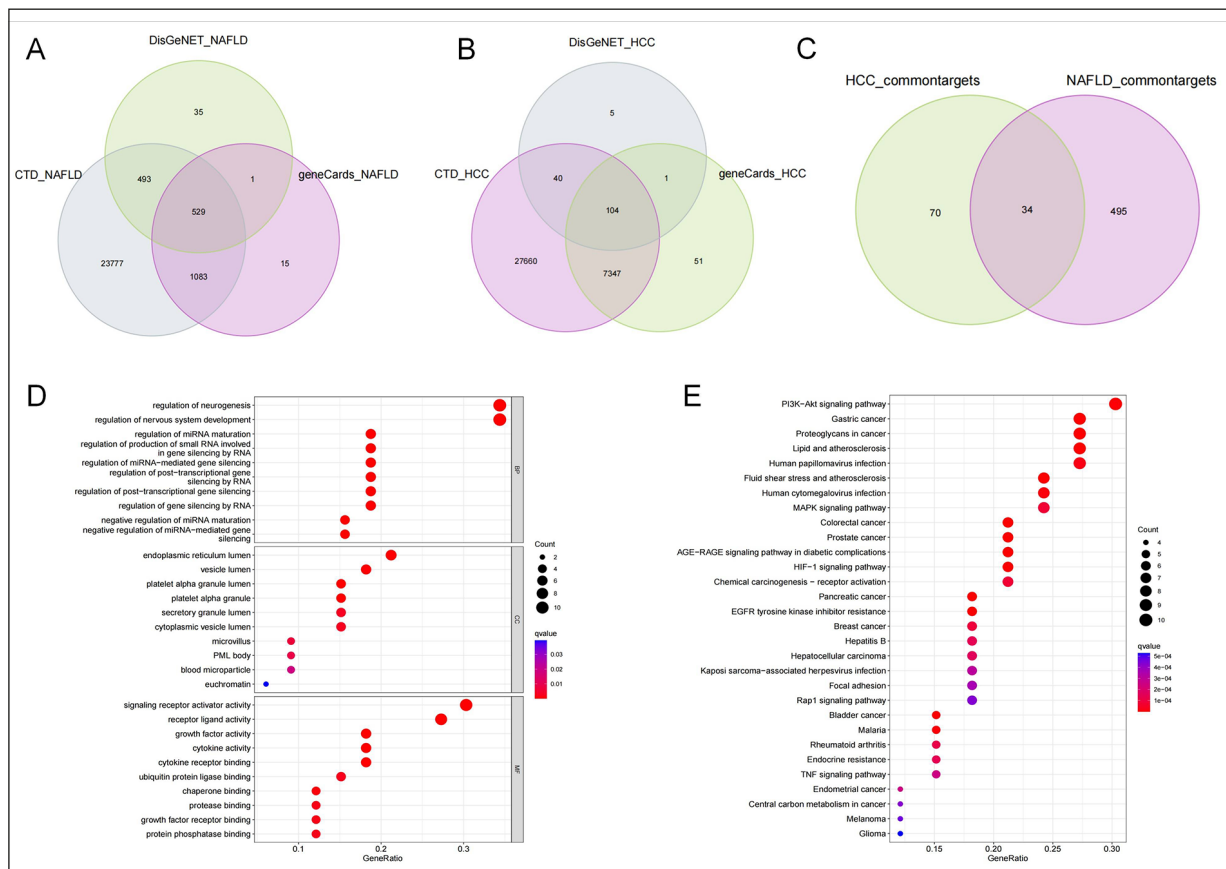 A
DisGeNET_NAFLD
35
CTD_NAFLD
493
1
geneCards_NAFLD
529
23777
1083
15
B
DisGeNET_HCC
5
CTD_HCC
40
1
geneCards_HCC
104
27660
7347
51
C
HCC_commontargets
NAFLD_commontargets
70
34
495
D
regulation of neurogenesis
regulation of nervous system development
regulation of miRNA maturation
regulation of production of small RNA involved
in gene silencing by RNA
regulation of miRNA−mediated gene silencing
regulation of post−transcriptional gene
silencing by RNA
regulation of post−transcriptional gene silencing
regulation of gene silencing by RNA
negative regulation of miRNA maturation
negative regulation of miRNA−mediated gene
silencing
BP
endoplasmic reticulum lumen
vesicle lumen
platelet alpha granule lumen
platelet alpha granule
secretory granule lumen
cytoplasmic vesicle lumen
microvillus
PML body
blood microparticle
euchromatin
CC
signaling receptor activator activity
receptor ligand activity
growth factor activity
cytokine activity
cytokine receptor binding
ubiquitin protein ligase binding
chaperone binding
protease binding
growth factor receptor binding
protein phosphatase binding
MF
0.1
0.2
0.3
GeneRatio
Count
2
4
6
8
10
qvalue
0.03
0.02
0.01
E
PI3K−Akt signaling pathway
Gastric cancer
Proteoglycans in cancer
Lipid and atherosclerosis
Human papillomavirus infection
Fluid shear stress and atherosclerosis
Human cytomegalovirus infection
MAPK signaling pathway
Colorectal cancer
Prostate cancer
AGE−RAGE signaling pathway in diabetic complications
HIF−1 signaling pathway
Chemical carcinogenesis − receptor activation
Pancreatic cancer
EGFR tyrosine kinase inhibitor resistance
Breast cancer
Hepatitis B
Hepatocellular carcinoma
Kaposi sarcoma−associated herpesvirus infection
Focal adhesion
Rap1 signaling pathway
Bladder cancer
Malaria
Rheumatoid arthritis
Endocrine resistance
TNF signaling pathway
Endometrial cancer
Central carbon metabolism in cancer
Melanoma
Glioma
0.15
0.20
0.25
0.30
GeneRatio
Count
4
5
6
7
8
9
10
qvalue
5e−04
4e−04
3e−04
2e−04
1e−04